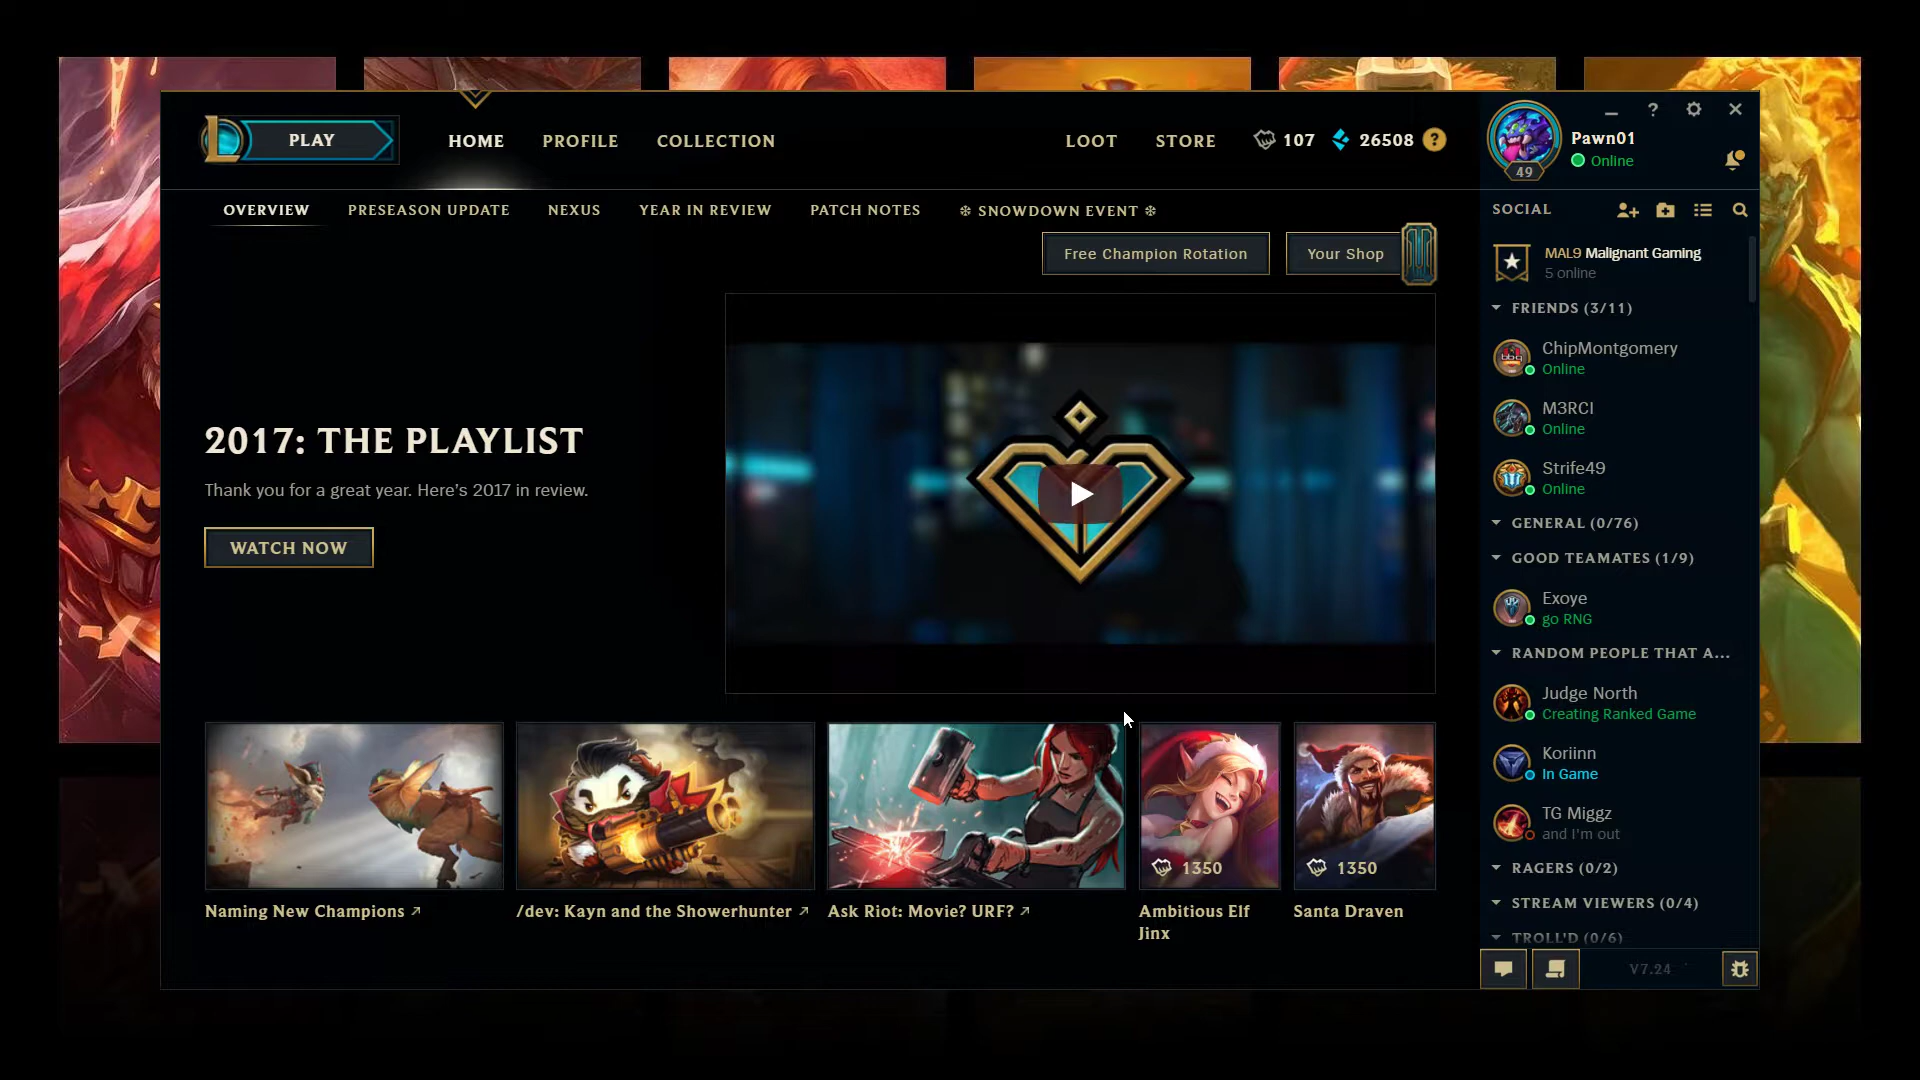 PLAY
HOME
PROFILE
COLLECTION
LOOT
STORE
107
26508
?
?
49
Pawn01
Online
OVERVIEW
PRESEASON UPDATE
NEXUS
YEAR IN REVIEW
PATCH NOTES
❄ SNOWDOWN EVENT ❄
Free Champion Rotation
Your Shop
2017: THE PLAYLIST
Thank you for a great year. Here's 2017 in review.
WATCH NOW
1350
1350
Naming New Champions ↗
/dev: Kayn and the Showerhunter ↗
Ask Riot: Movie? URF? ↗
Ambitious Elf
Jinx
Santa Draven
SOCIAL
MAL9 Malignant Gaming
5 online
FRIENDS (3/11)
bbq
ChipMontgomery
Online
M3RCI
Online
Strife49
Online
GENERAL (0/76)
GOOD TEAMATES (1/9)
Exoye
go RNG
RANDOM PEOPLE THAT A...
Judge North
Creating Ranked Game
Koriinn
In Game
TG Miggz
and I'm out
RAGERS (0/2)
STREAM VIEWERS (0/4)
TROLL'D (0/6)
V7.24